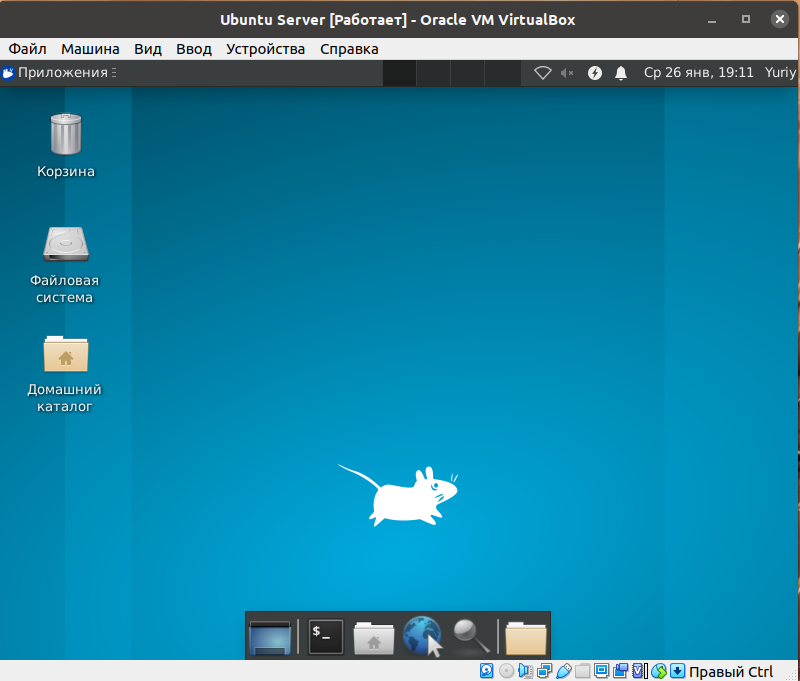 Ubuntu Server [Работает] - Oracle VM VirtualBox
Файл Машина Вид Ввод Устройства Справка
Приложения Ср 26 янв, 19:11 Yuriy
Корзина
Файловая
система
Домашний
каталог
$_
Правый Ctrl